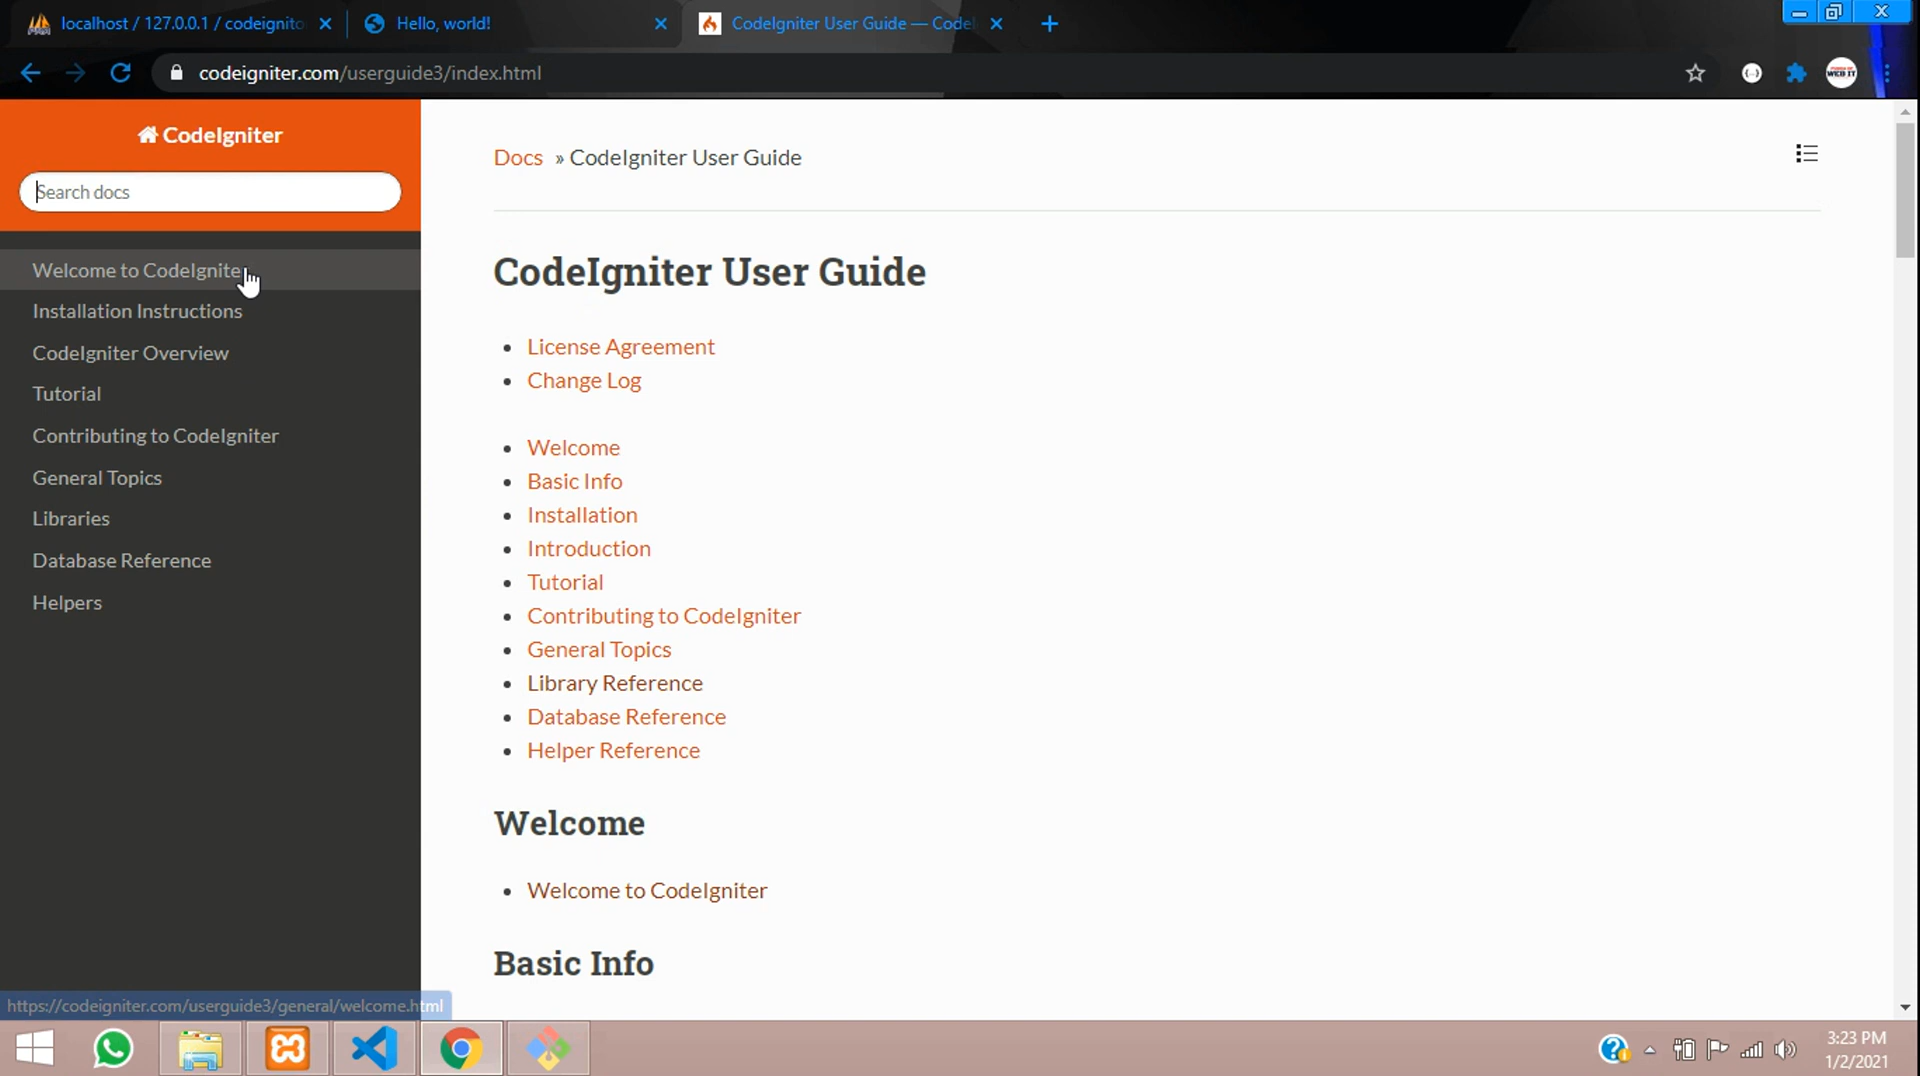 localhost / 127.0.0.1 / codeignito
Hello, world!
CodeIgniter User Guide — CodeI
codeigniter.com/userguide3/index.html
WEB IT
CodeIgniter
Search docs
Welcome to CodeIgnite
Installation Instructions
CodeIgniter Overview
Tutorial
Contributing to CodeIgniter
General Topics
Libraries
Database Reference
Helpers
Docs » CodeIgniter User Guide
CodeIgniter User Guide
License Agreement
Change Log
Welcome
Basic Info
Installation
Introduction
Tutorial
Contributing to CodeIgniter
General Topics
Library Reference
Database Reference
Helper Reference
Welcome
Welcome to CodeIgniter
Basic Info
https://codeigniter.com/userguide3/general/welcome.html
3:23 PM
1/2/2021